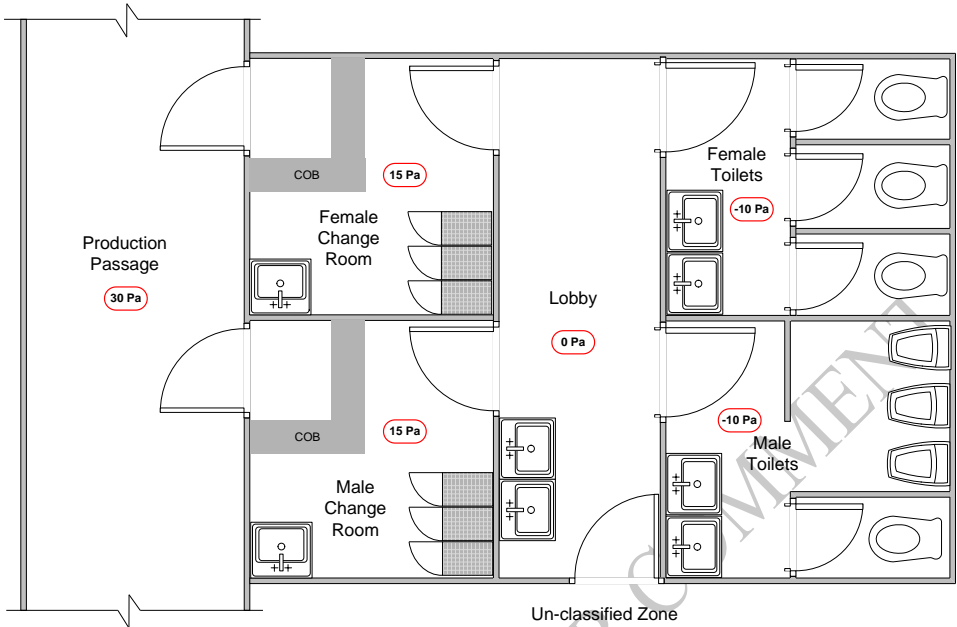 COB
15 Pa
Female
Change
Room
Female
Toilets
-10 Pa
Production
Passage
30 Pa
Lobby
0 Pa
COB
15 Pa
Male
Change
Room
-10 Pa
Male
Toilets
Un-classified Zone
COMMENT